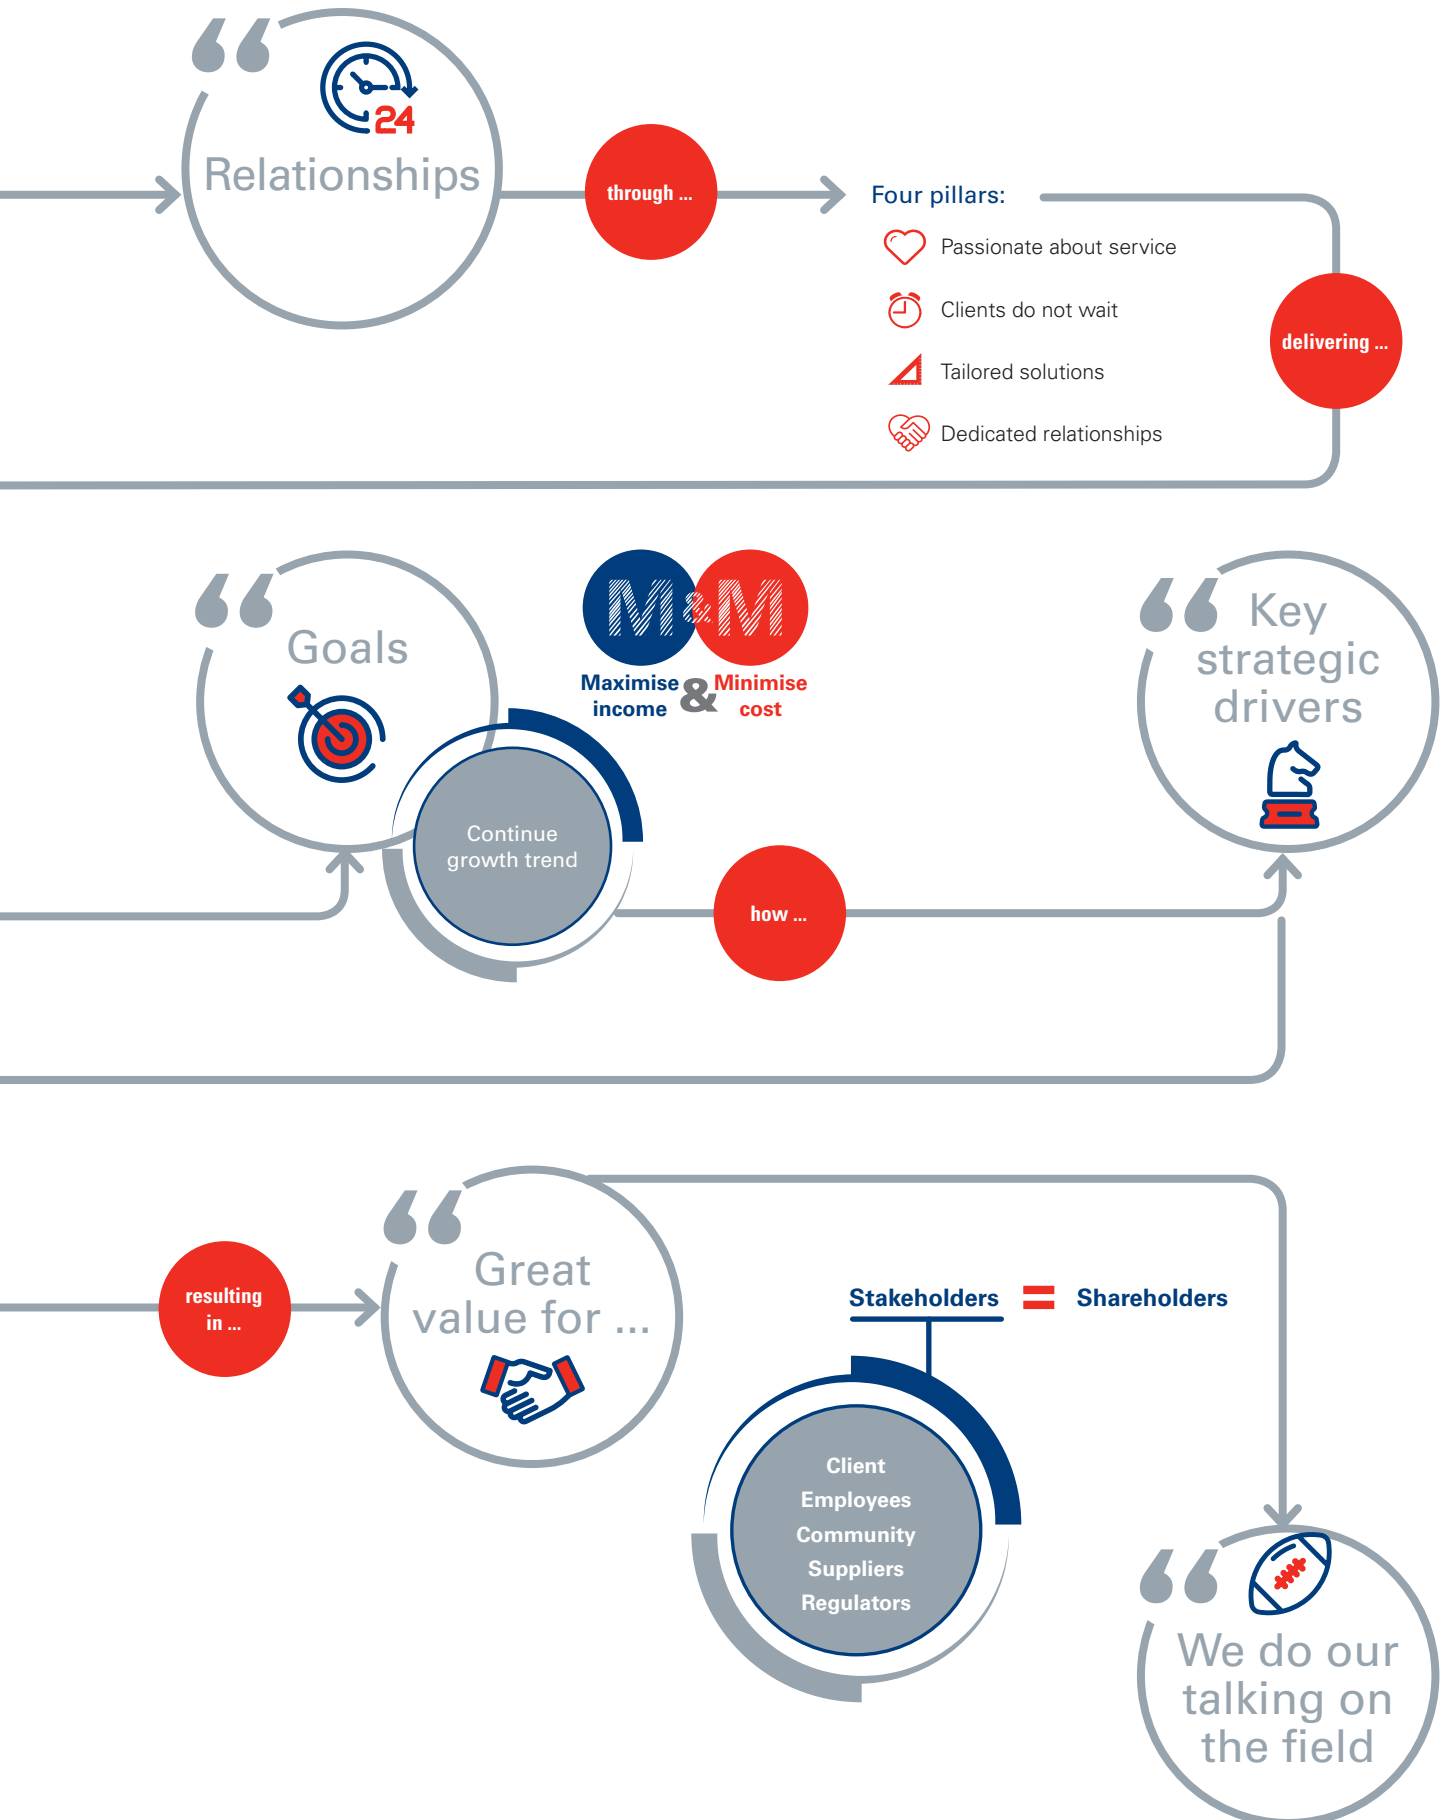 24
Relationships
through ...
Four pillars:
Passionate about service
Clients do not wait
Tailored solutions
Dedicated relationships
delivering ...
Goals
M&M
Maximise
income
&
Minimise
cost
Continue
growth trend
how ...
Key
strategic
drivers
resulting
in ...
Great
value for ...
Stakeholders = Shareholders
Client
Employees
Community
Suppliers
Regulators
We do our
talking on
the field